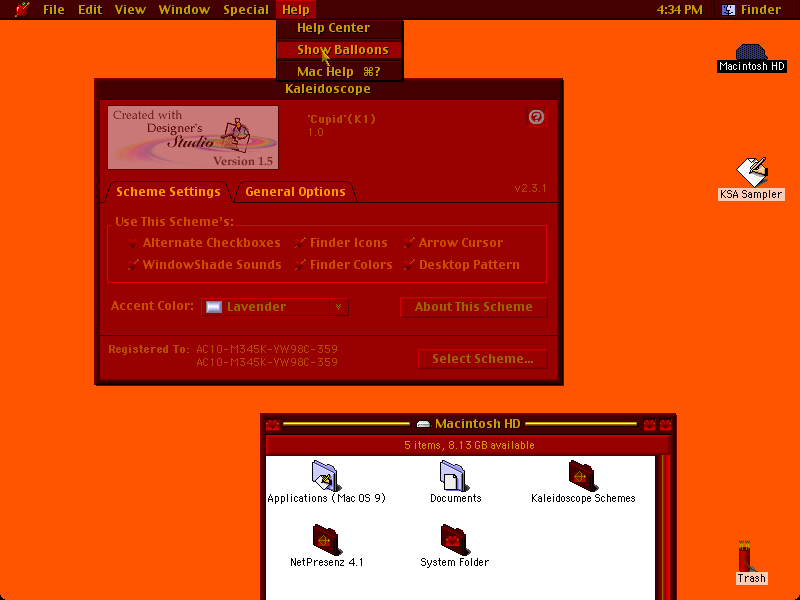 File Edit View Window Special Help 4:34 PM Finder
Help Center
Show Balloons
Mac Help ⌘?
Macintosh HD
Kaleidoscope
Created with
Designer's
Studio
Version 1.5
'Cupid'(K1)
1.0
?
KSA Sampler
Scheme Settings General Options v2.3.1
Use This Scheme's:
Alternate Checkboxes Finder Icons Arrow Cursor
WindowShade Sounds Finder Colors Desktop Pattern
Accent Color: Lavender About This Scheme
Registered To: AC10-M345K-YW98C-359
AC10-M345K-YW98C-359
Select Scheme...
Macintosh HD
5 items, 8.13 GB available
Applications (Mac OS 9) Documents Kaleidoscope Schemes
NetPresenz 4.1 System Folder
Trash